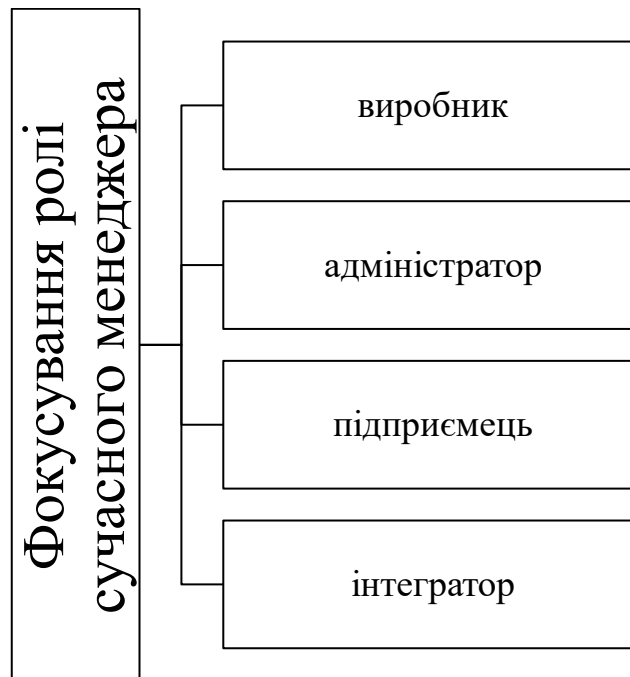 Фокусування ролі
сучасного менеджера
виробник
адміністратор
підприємець
інтегратор